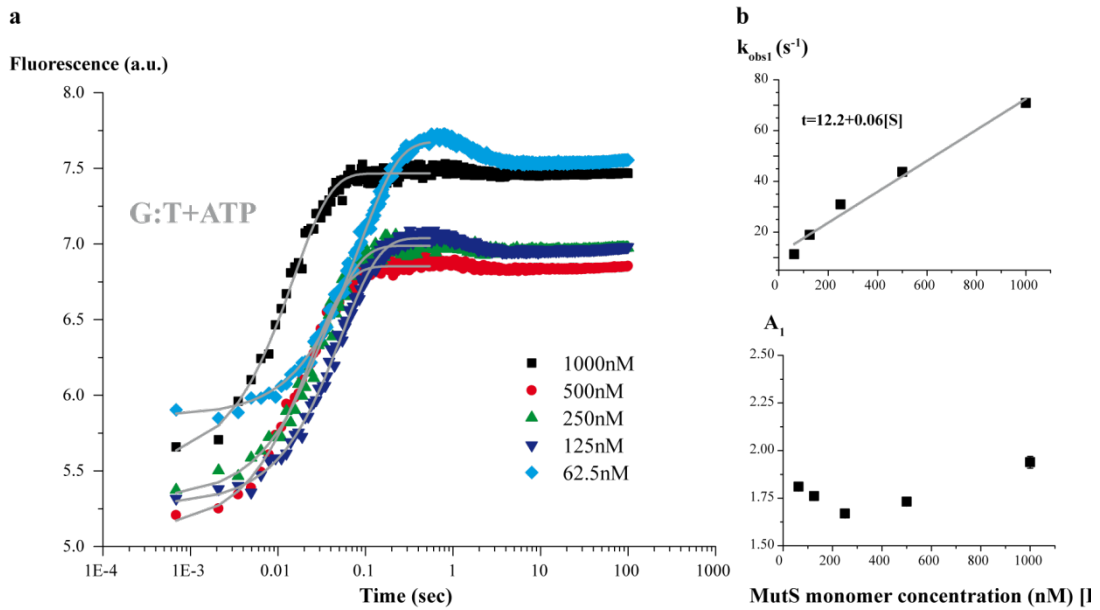 a
Fluorescence (a.u.)
8.0
7.5
7.0
6.5
6.0
5.5
5.0
G:T+ATP
1000nM
500nM
250nM
125nM
62.5nM
1E-4 1E-3 0.01 0.1 1 10 100 1000
Time (sec)
b
kobs1 (s-1)
80
60
40
20
t=12.2+0.06[S]
0 200 400 600 800 1000
A1
2.50
2.25
2.00
1.75
1.50
0 200 400 600 800 1000
MutS monomer concentration (nM) [